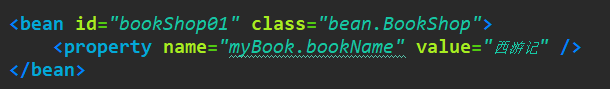 <bean id="bookShop01" class="bean.BookShop">
<property name="myBook.bookName" value="西游记" />
</bean>